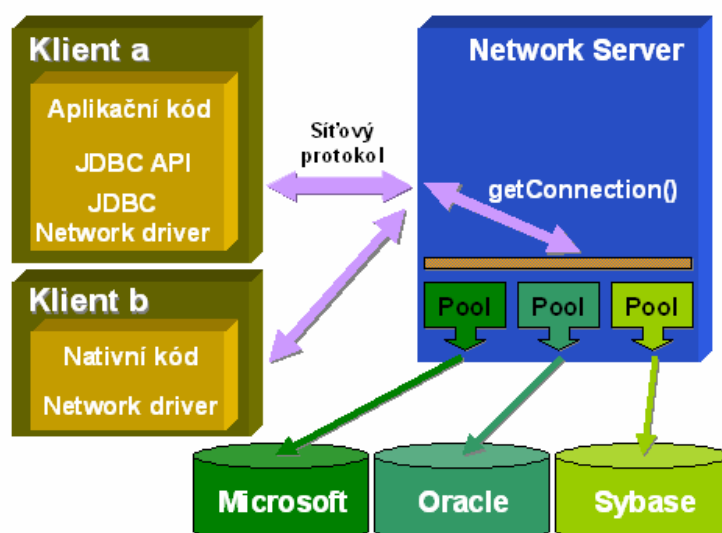 Klient a
Aplikační kód
JDBC API
JDBC
Network driver
Síťový
protokol
Network Server
getConnection()
Pool
Pool
Pool
Klient b
Nativní kód
Network driver
Microsoft
Oracle
Sybase